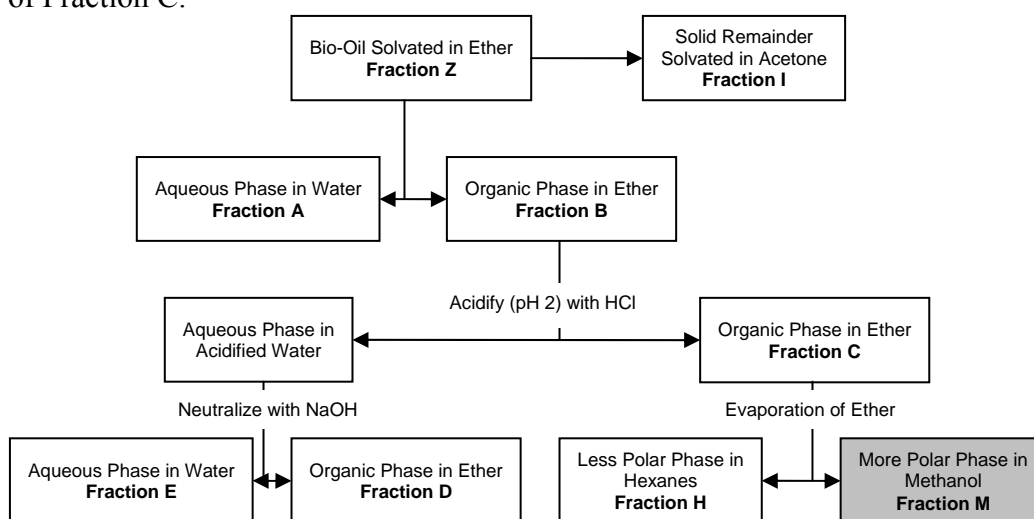 of Fraction C.
Bio-Oil Solvated in Ether
Fraction Z
Solid Remainder
Solvated in Acetone
Fraction I
Aqueous Phase in Water
Fraction A
Organic Phase in Ether
Fraction B
Acidify (pH 2) with HCl
Aqueous Phase in
Acidified Water
Organic Phase in Ether
Fraction C
Neutralize with NaOH
Evaporation of Ether
Aqueous Phase in Water
Fraction E
Organic Phase in Ether
Fraction D
Less Polar Phase in
Hexanes
Fraction H
More Polar Phase in
Methanol
Fraction M